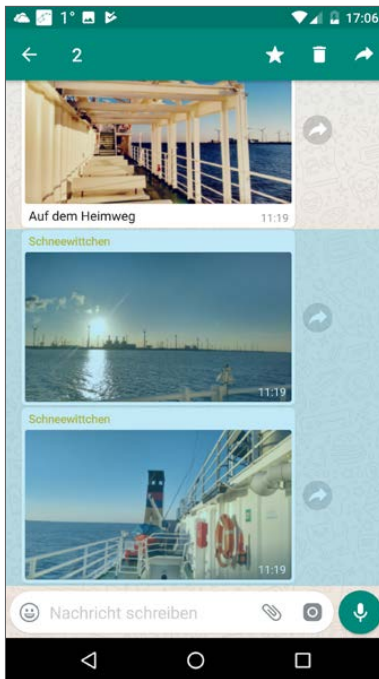 1° 17:06
2
Auf dem Heimweg 11:19
Schneewittchen
11:19
Schneewittchen
11:19
Nachricht schreiben